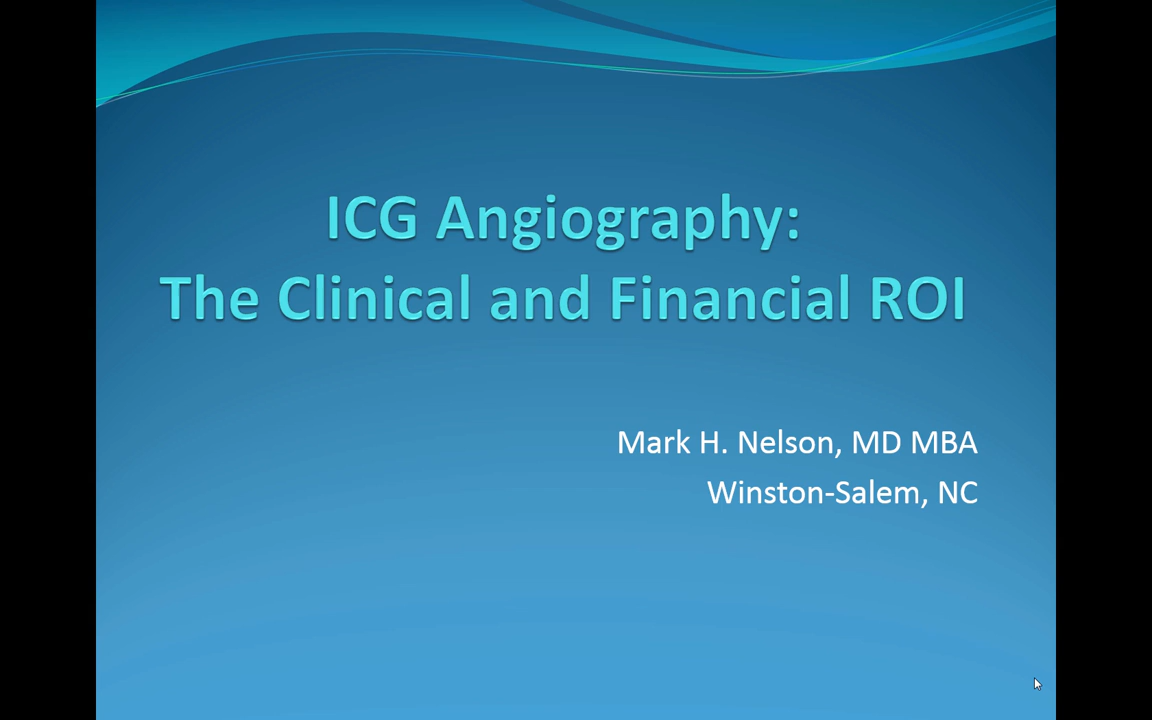 ICG Angiography:
The Clinical and Financial ROI
Mark H. Nelson, MD MBA
Winston-Salem, NC